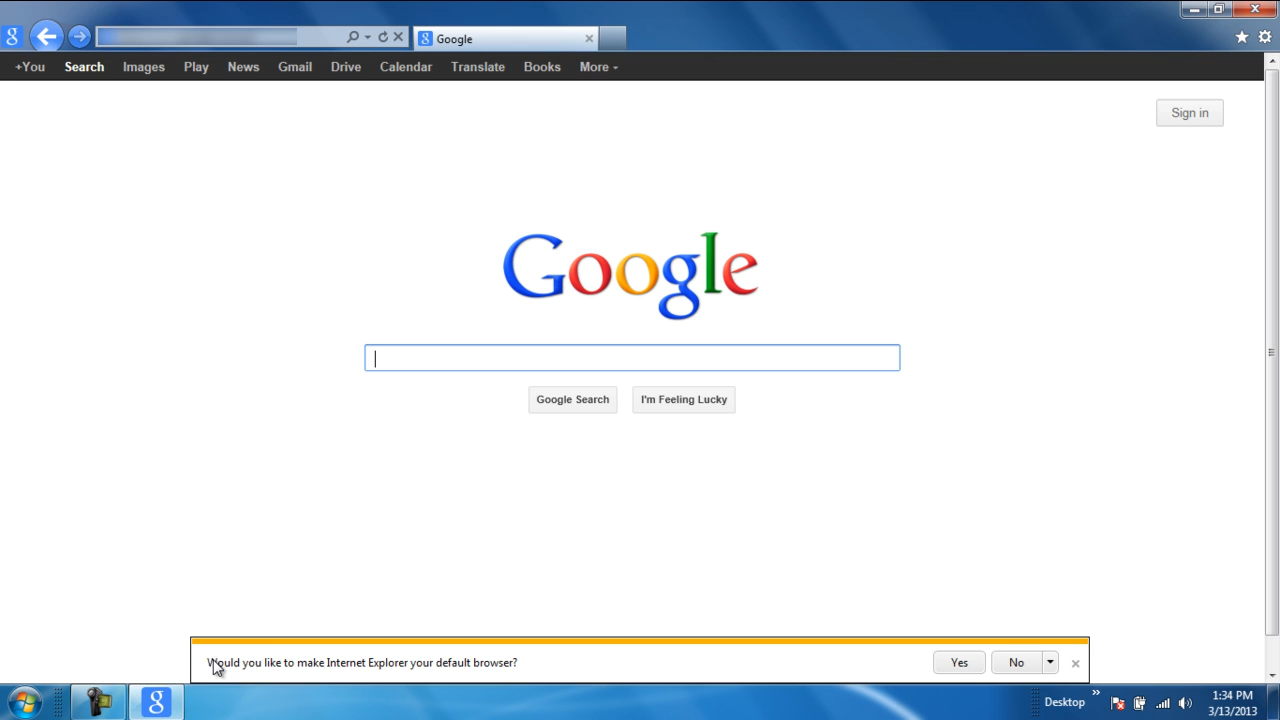 Google
+You Search Images Play News Gmail Drive Calendar Translate Books More
Sign in
Google
Google Search I'm Feeling Lucky
Would you like to make Internet Explorer your default browser? Yes No
Desktop
1:34 PM
3/13/2013